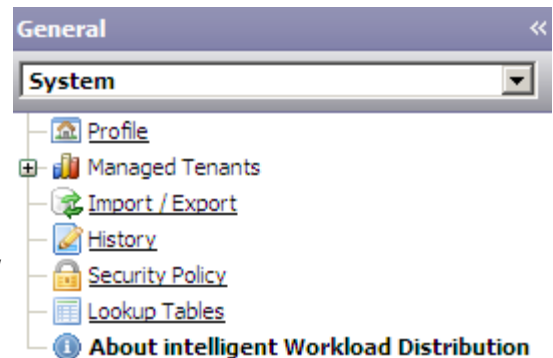 General «
System
Profile
Managed Tenants
Import / Export
History
Security Policy
Lookup Tables
About intelligent Workload Distribution